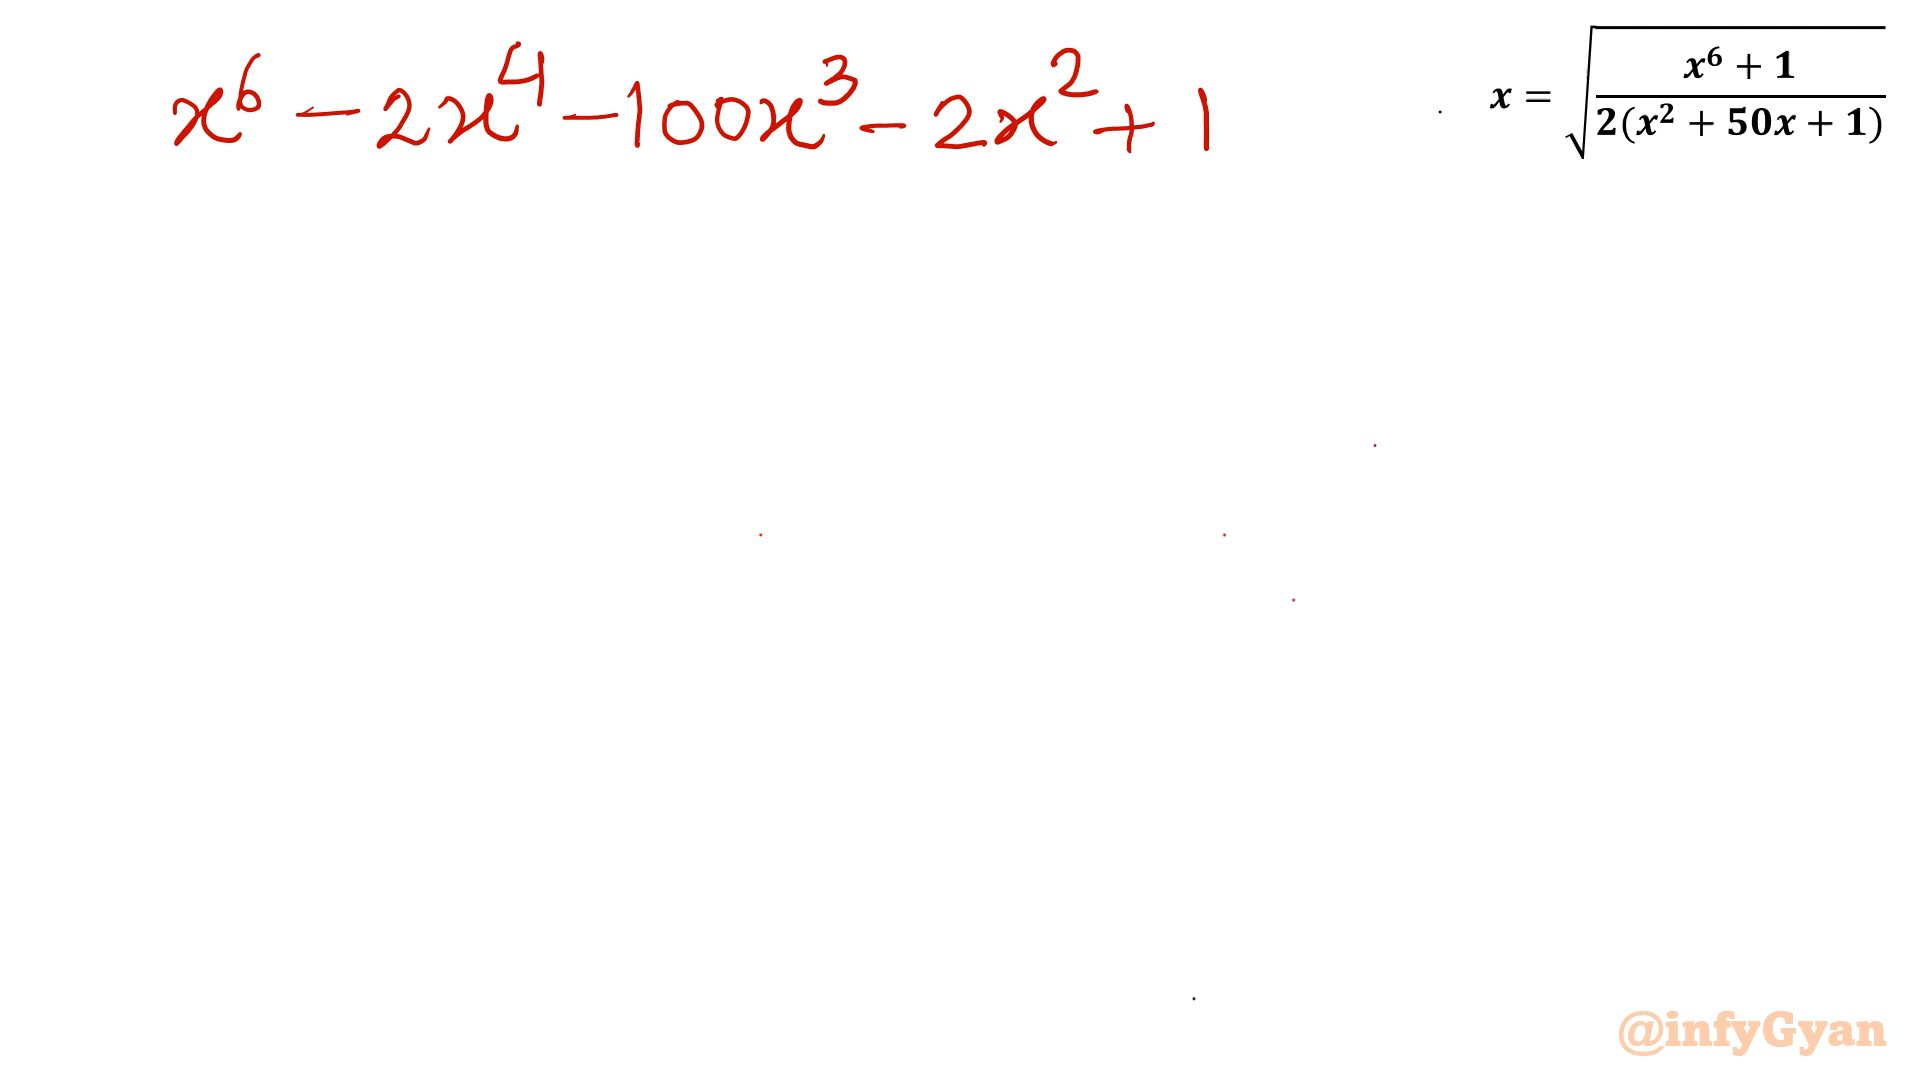 x⁶ − 2x⁴ − 100x³ − 2x² + 1
x = √((x⁶ + 1)/(2(x² + 50x + 1)))
@infyGyan